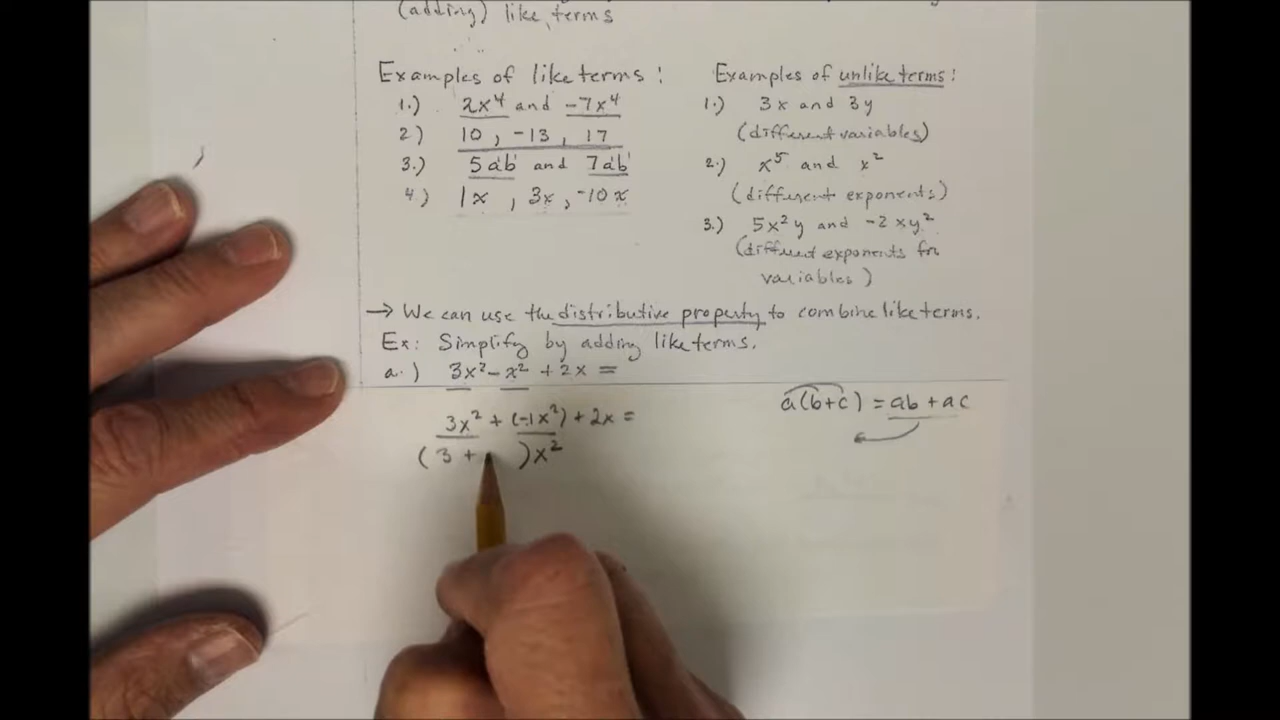 (adding) like terms
Examples of like terms:
1.) 2x⁴ and -7x⁴
2) 10, -13, 17
3.) 5a'b' and 7a'b'
4) 1x, 3x, -10x
Examples of unlike terms:
1.) 3x and 3y
(different variables)
2.) x⁵ and x²
(different exponents)
3.) 5x²y and -2xy²
(different exponents for
variables)
→ We can use the distributive property to combine like terms.
Ex: Simplify by adding like terms.
a.) 3x² - x² + 2x =
3x² + (-1x²) + 2x =
(3 + )x²
a(b+c) = ab + ac